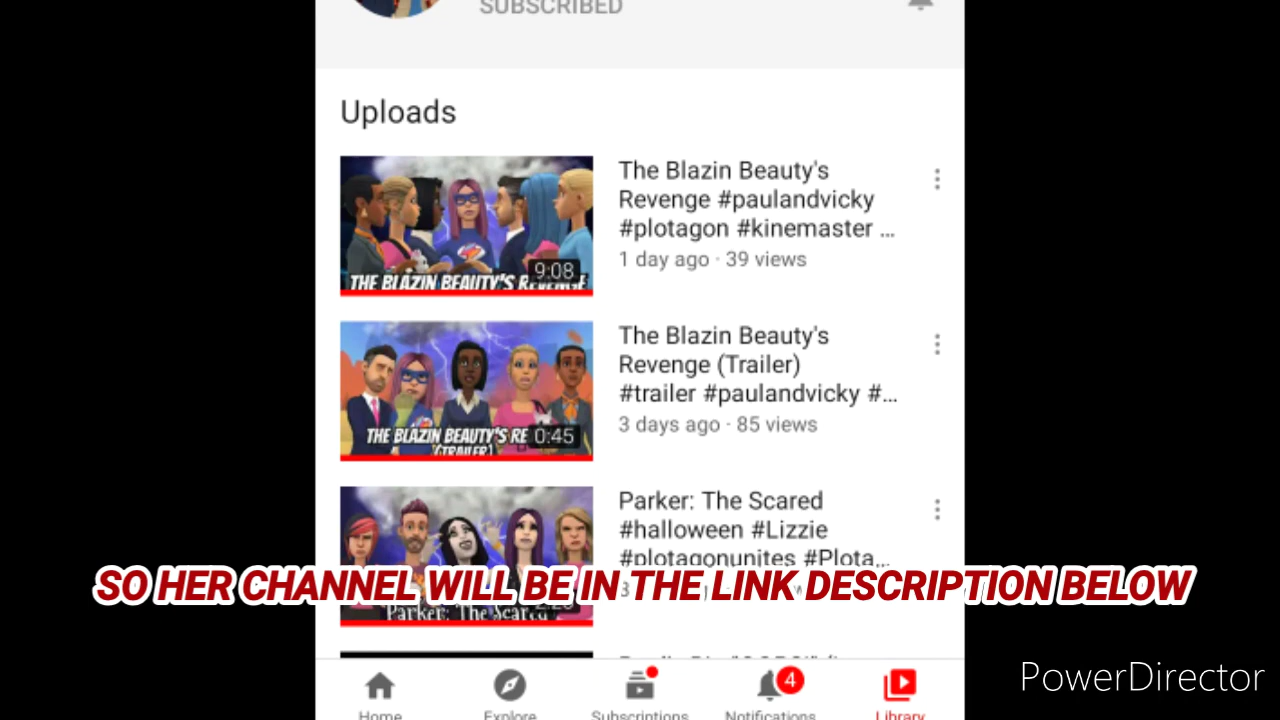 SUBSCRIBED
Uploads
The Blazin Beauty's
Revenge #paulandvicky
#plotagon #kinemaster ...
1 day ago · 39 views
9:08
THE BLAZIN BEAUTY'S REVENGE
The Blazin Beauty's
Revenge (Trailer)
#trailer #paulandvicky #...
3 days ago · 85 views
THE BLAZIN BEAUTY'S RE
0:45
(TRAILER)
Parker: The Scared
#halloween #Lizzie
#plotagonunites #Plota...
SO HER CHANNEL WILL BE IN THE LINK DESCRIPTION BELOW
Parker: The Scared
PowerDirector
4
Home
Explore
Subscriptions
Notifications
Library